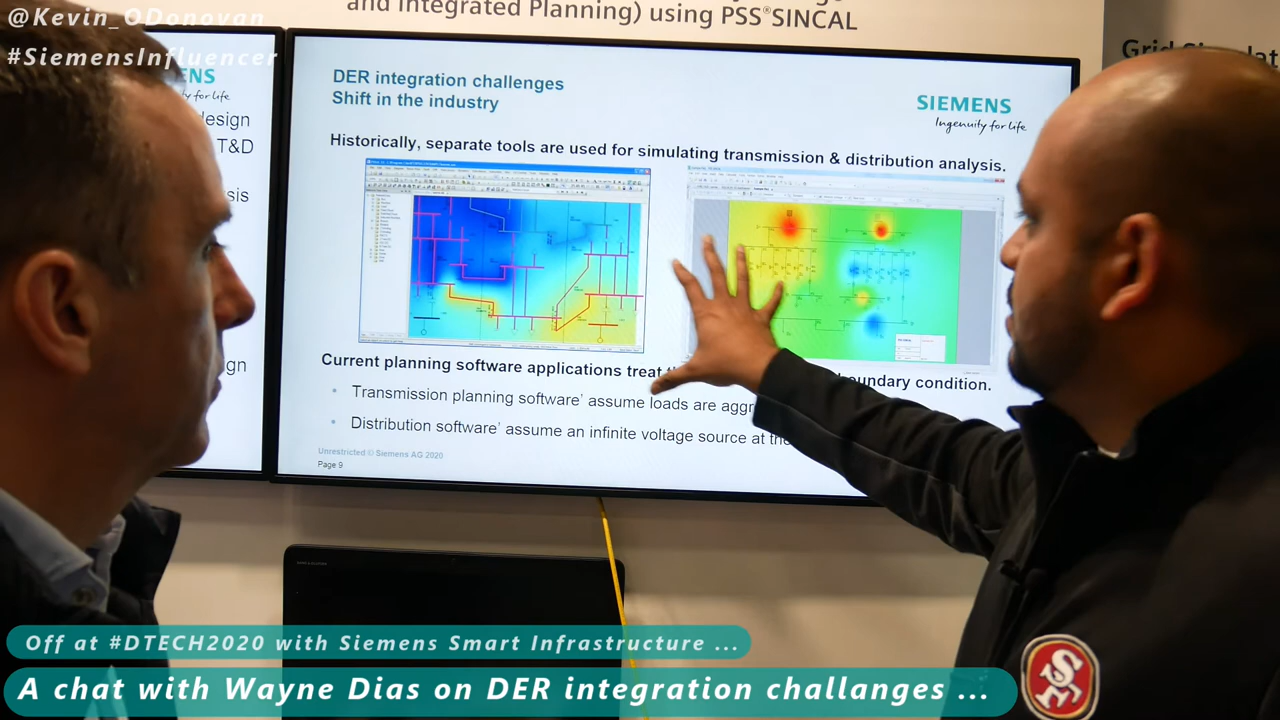 @Kevin_ODonovan
#SiemensInfluencer
and Integrated Planning) using PSS®SINCAL
ENS
y for life
design
T&D
sis
gn
DER integration challenges
Shift in the industry
SIEMENS
Ingenuity for life
Historically, separate tools are used for simulating transmission & distribution analysis.
Current planning software applications treat boundary condition.
• Transmission planning software' assume loads are aggr
• Distribution software' assume an infinite voltage source at the
Unrestricted © Siemens AG 2020
Page 9
SF
Off at #DTECH2020 with Siemens Smart Infrastructure ...
A chat with Wayne Dias on DER integration challanges ...